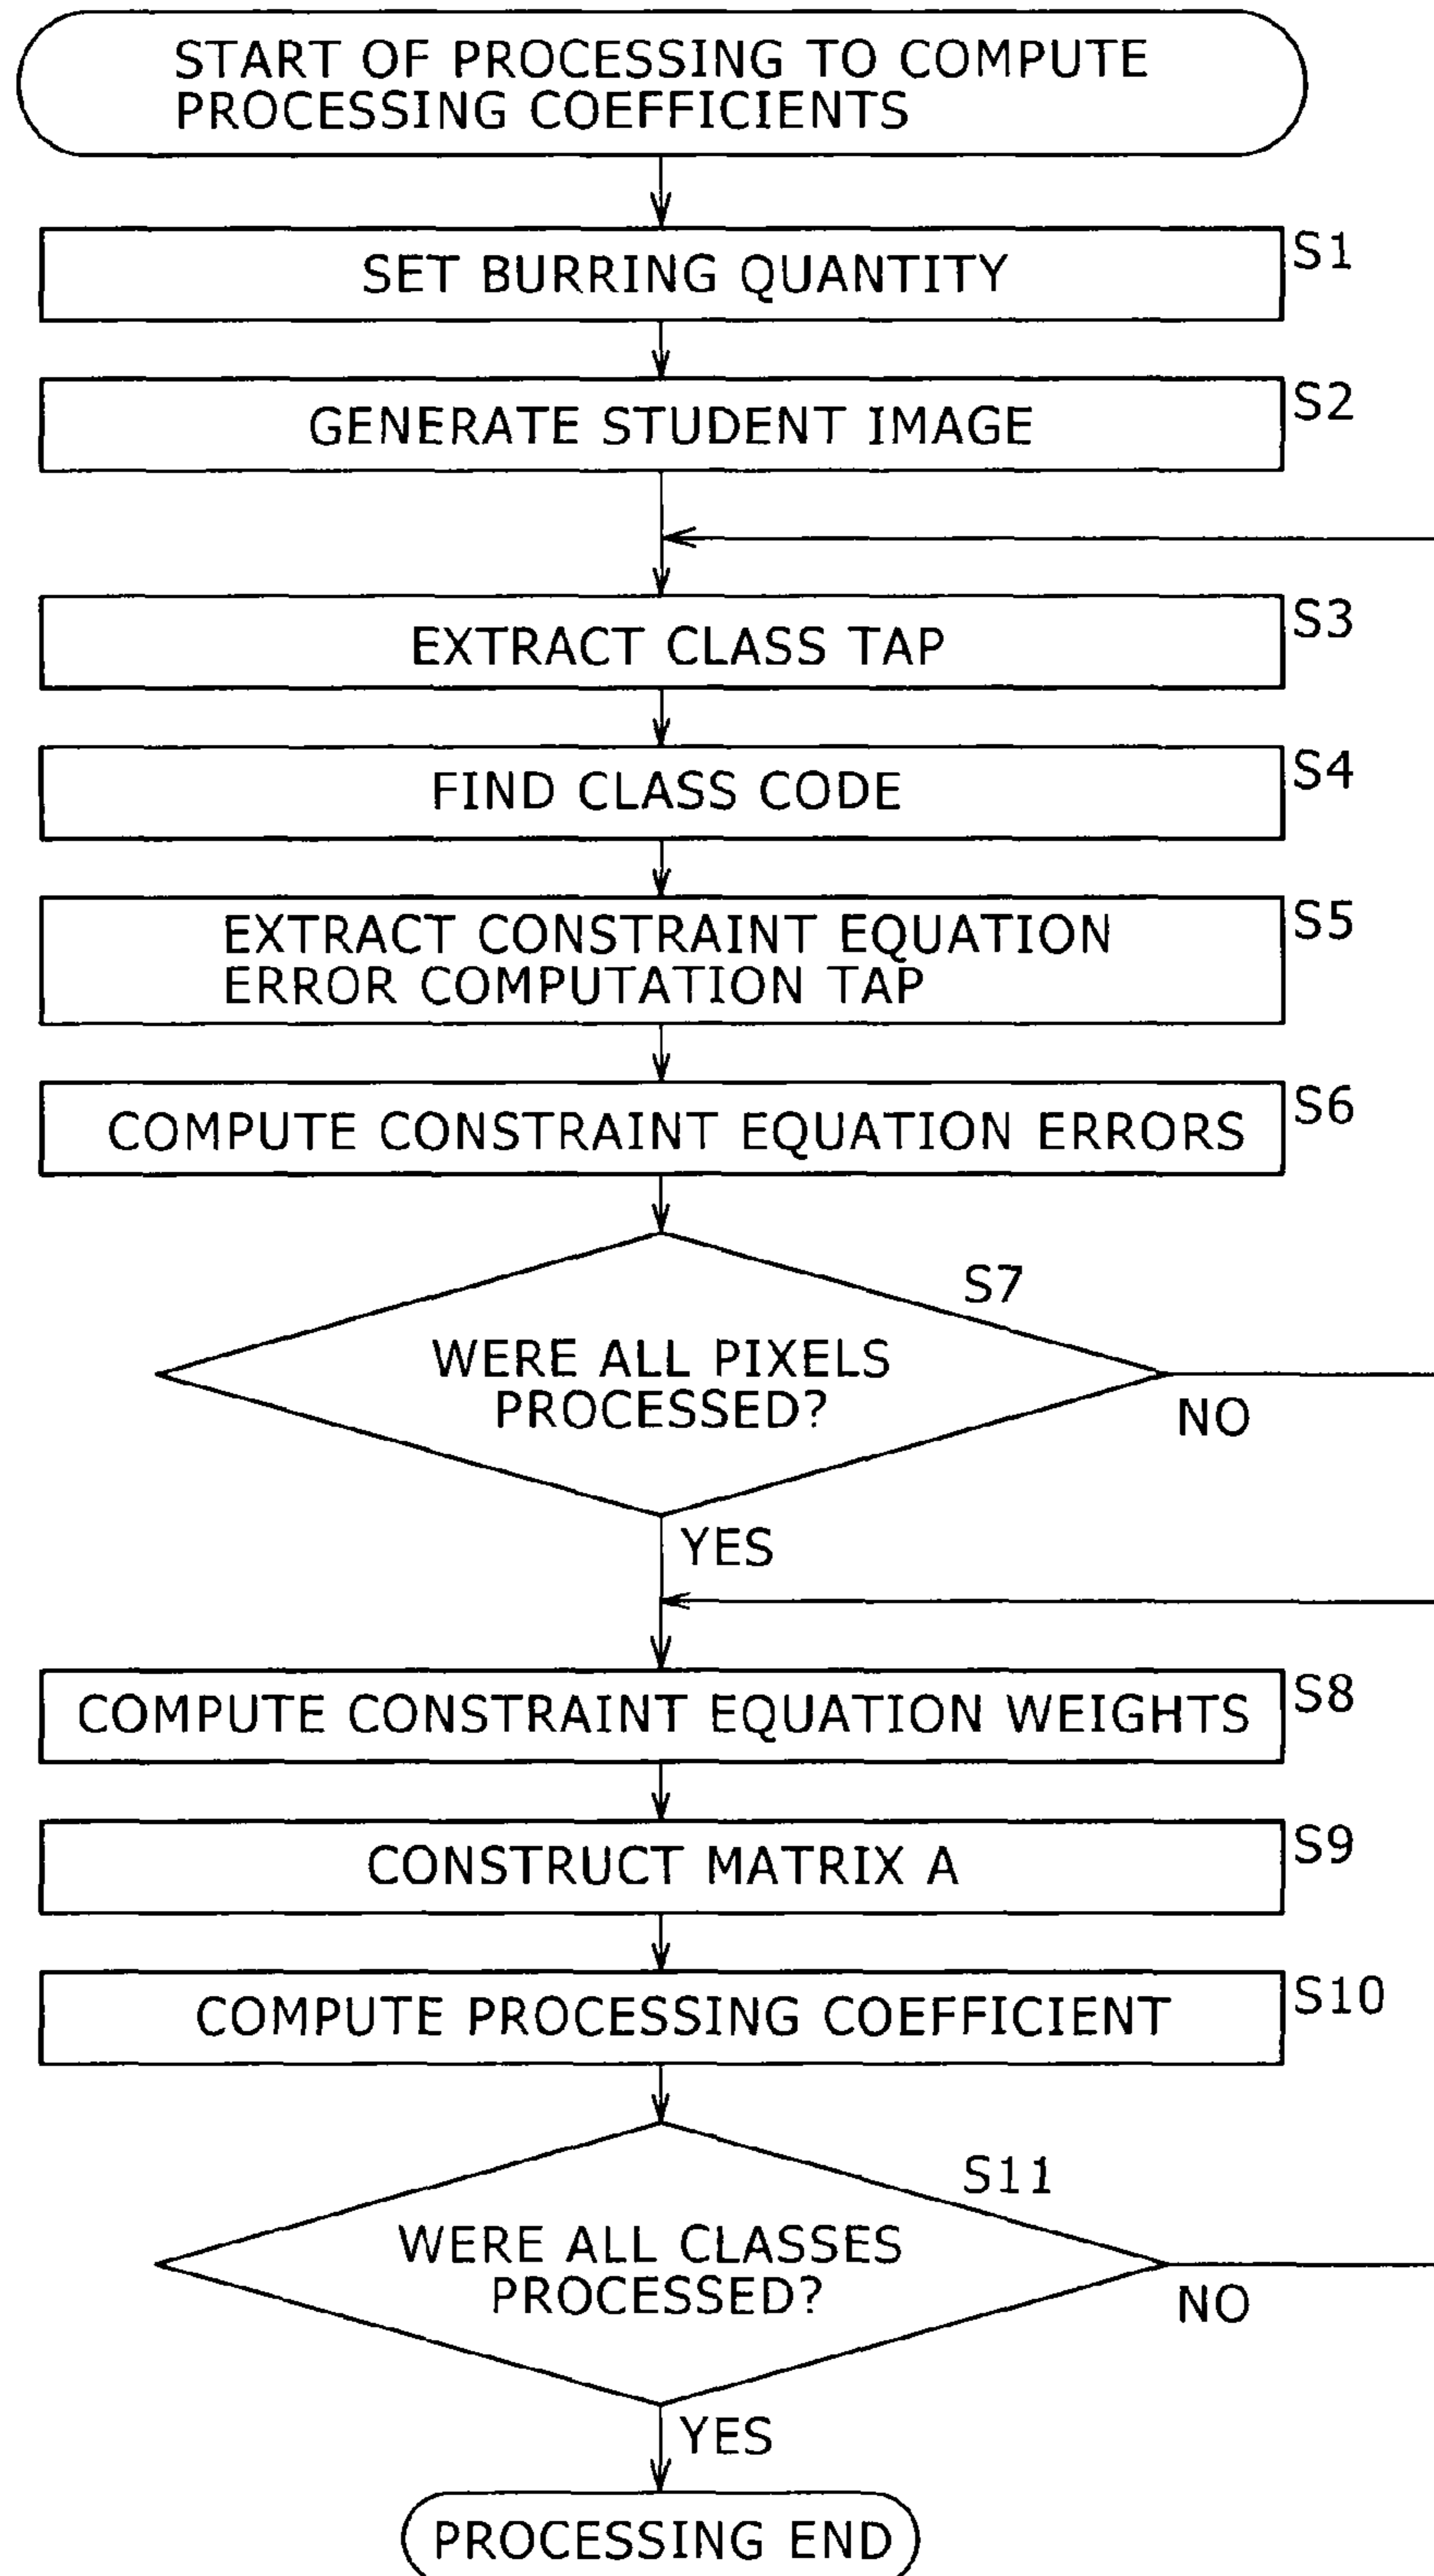 START OF PROCESSING TO COMPUTE
PROCESSING COEFFICIENTS
SET BURRING QUANTITY
S1
GENERATE STUDENT IMAGE
S2
EXTRACT CLASS TAP
S3
FIND CLASS CODE
S4
EXTRACT CONSTRAINT EQUATION
ERROR COMPUTATION TAP
S5
COMPUTE CONSTRAINT EQUATION ERRORS
S6
S7
WERE ALL PIXELS
PROCESSED?
NO
YES
COMPUTE CONSTRAINT EQUATION WEIGHTS
S8
CONSTRUCT MATRIX A
S9
COMPUTE PROCESSING COEFFICIENT
S10
S11
WERE ALL CLASSES
PROCESSED?
NO
YES
PROCESSING END